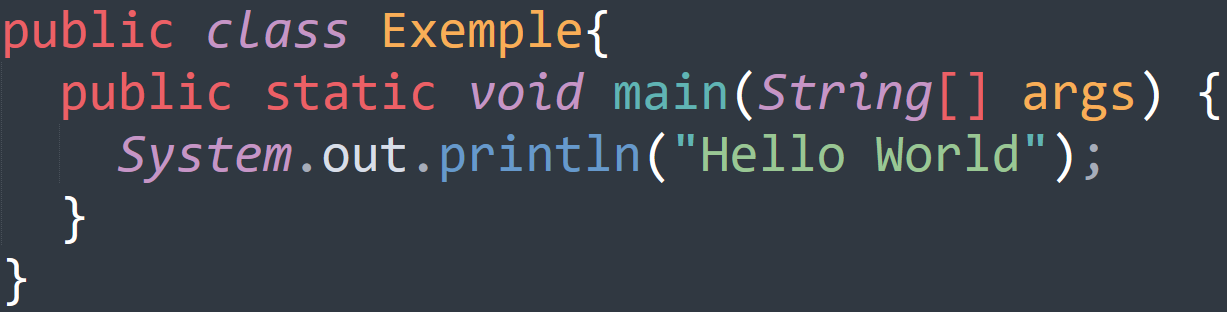 public class Exemple{
  public static void main(String[] args) {
    System.out.println("Hello World");
  }
}